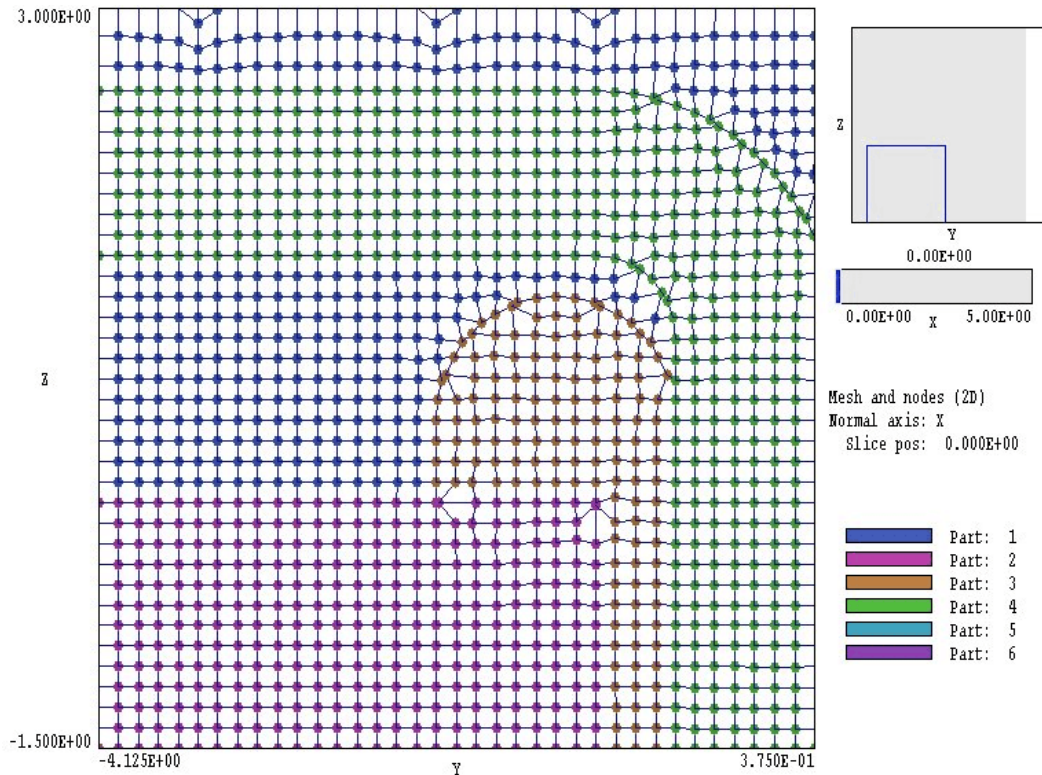 3.000E+00
Z
-1.500E+00
-4.125E+00
Y
3.750E-01
Z
Y
0.00E+00
0.00E+00
X
5.00E+00
Mesh and nodes (2D)
Normal axis: X
Slice pos: 0.000E+00
Part: 1
Part: 2
Part: 3
Part: 4
Part: 5
Part: 6